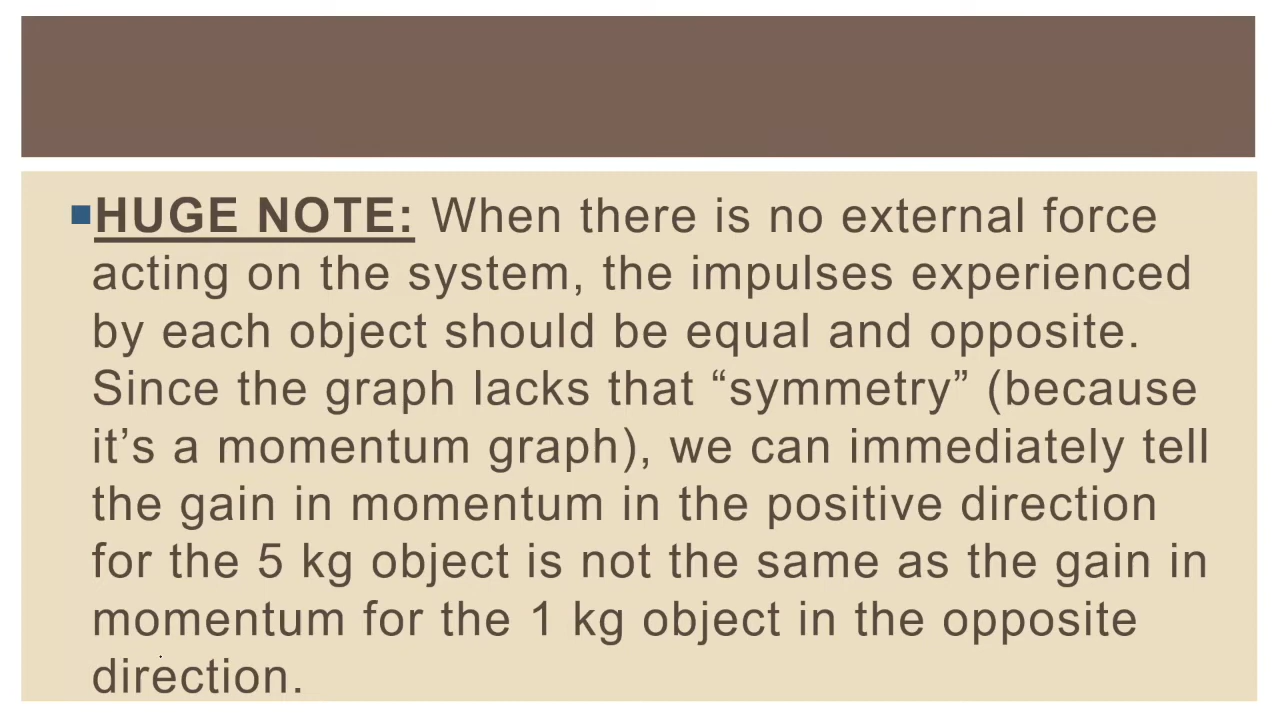 HUGE NOTE: When there is no external force
acting on the system, the impulses experienced
by each object should be equal and opposite.
Since the graph lacks that “symmetry” (because
it’s a momentum graph), we can immediately tell
the gain in momentum in the positive direction
for the 5 kg object is not the same as the gain in
momentum for the 1 kg object in the opposite
direction.